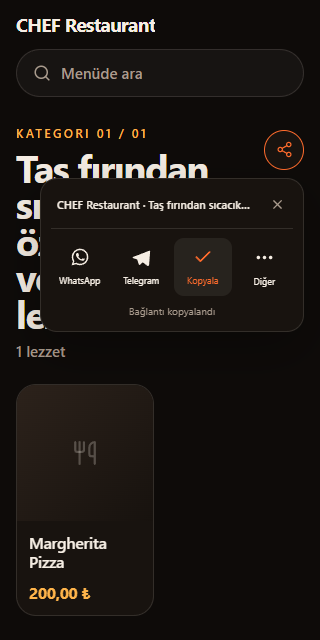 CHEF Restaurant
Menüde ara
KATEGORİ 01 / 01
Taş fırından
CHEF Restaurant · Taş fırından sıcacık...
WhatsApp
Telegram
Kopyala
Diğer
Bağlantı kopyalandı
1 lezzet
Margherita
Pizza
200,00 ₺